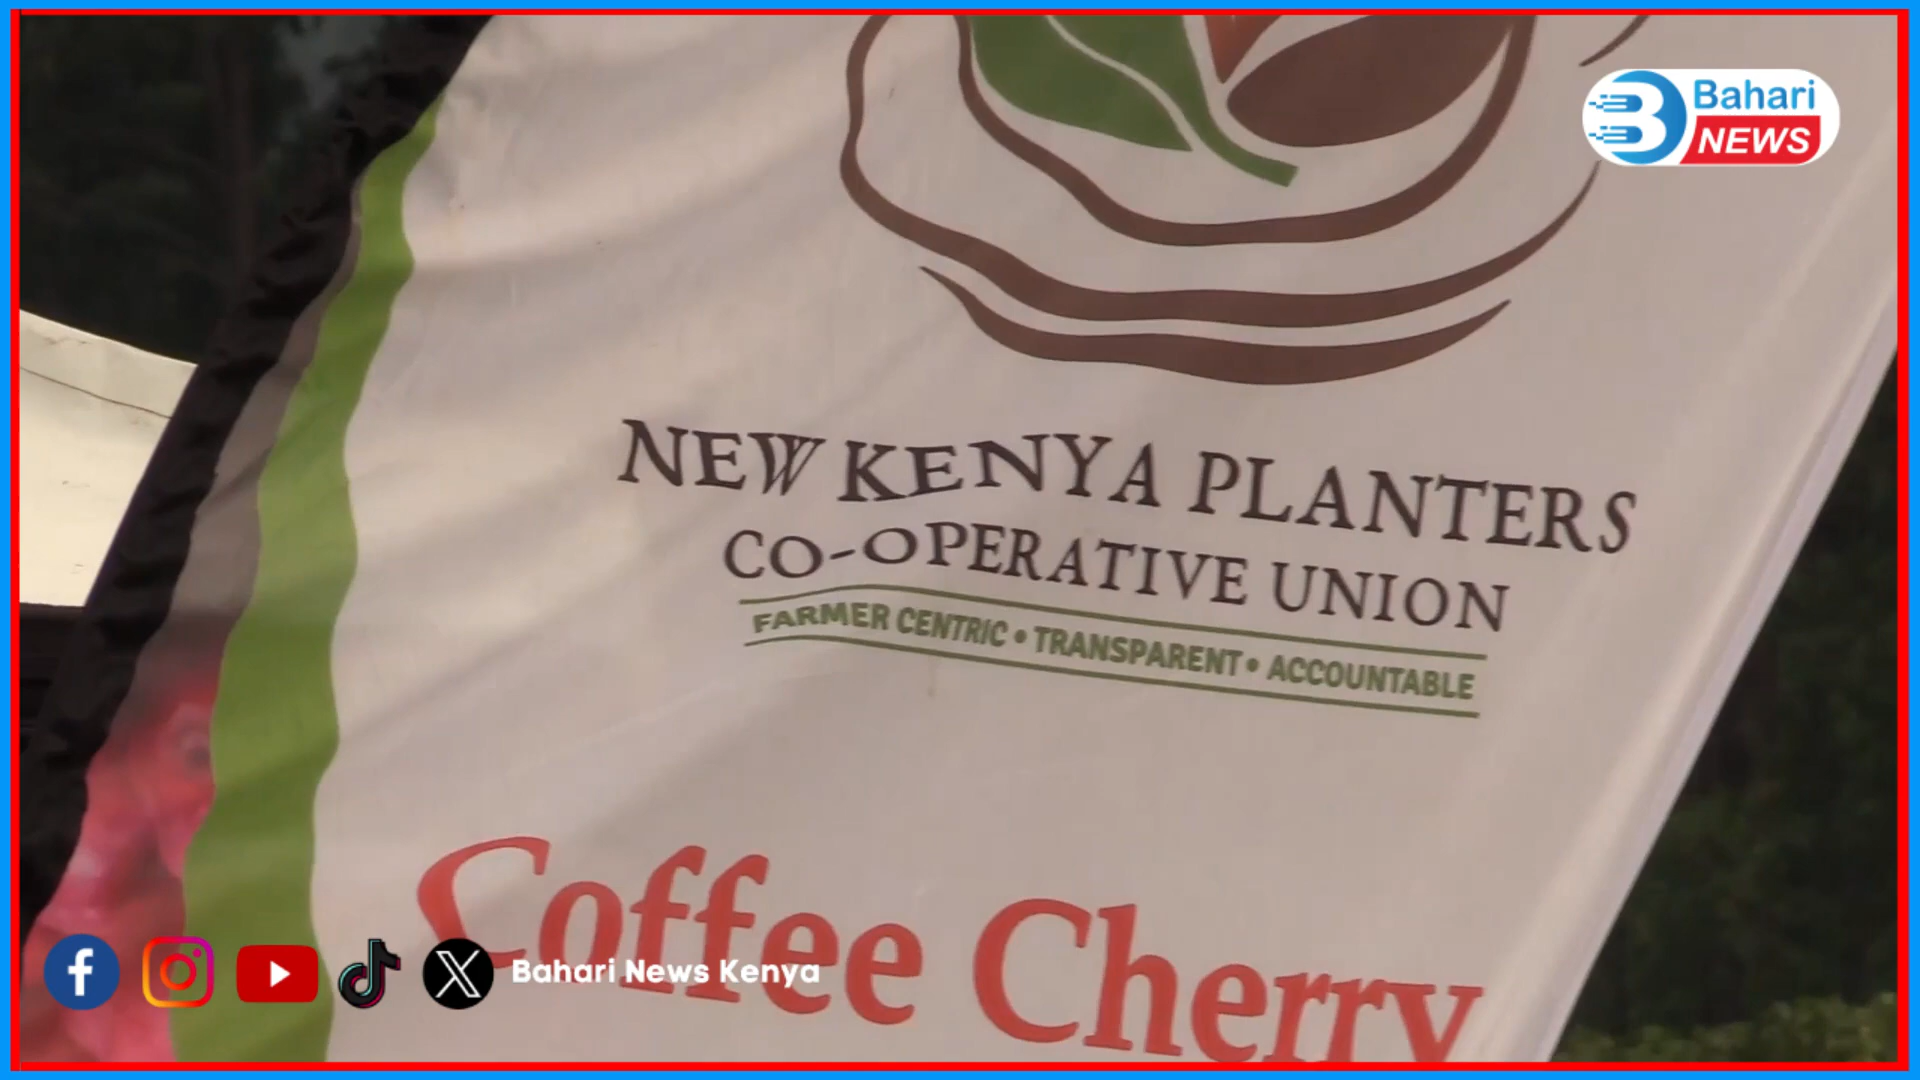 Bahari
NEWS
NEW KENYA PLANTERS
CO-OPERATIVE UNION
FARMER CENTRIC • TRANSPARENT • ACCOUNTABLE
Coffee Cherry
Bahari News Kenya